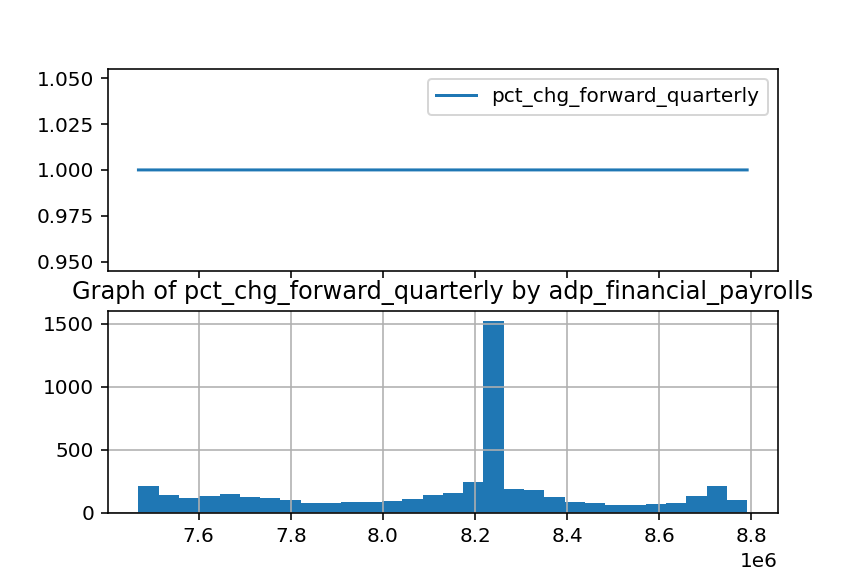 1.050
pct_chg_forward_quarterly
1.025
1.000
0.975
0.950
Graph of pct_chg_forward_quarterly by adp_financial_payrolls
1500
1000
500
0
7.6 7.8 8.0 8.2 8.4 8.6 8.8
1e6